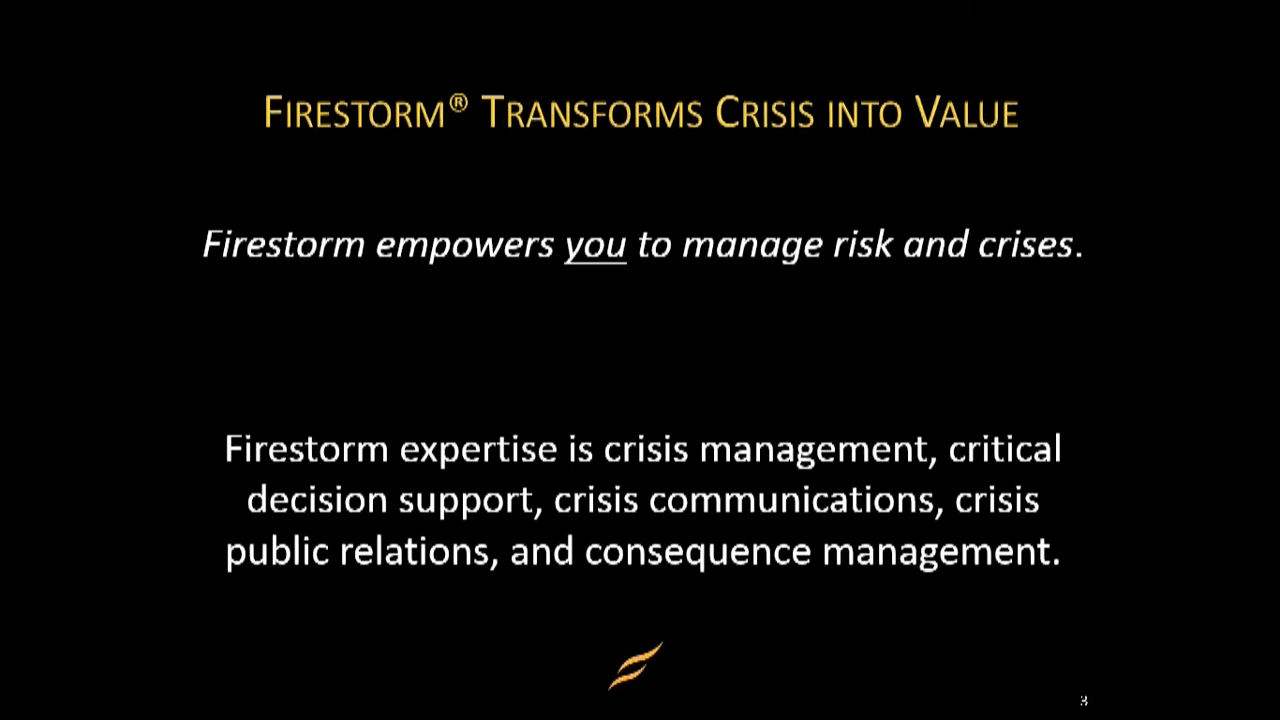 FIRESTORM® TRANSFORMS CRISIS INTO VALUE
Firestorm empowers you to manage risk and crises.
Firestorm expertise is crisis management, critical
decision support, crisis communications, crisis
public relations, and consequence management.
3